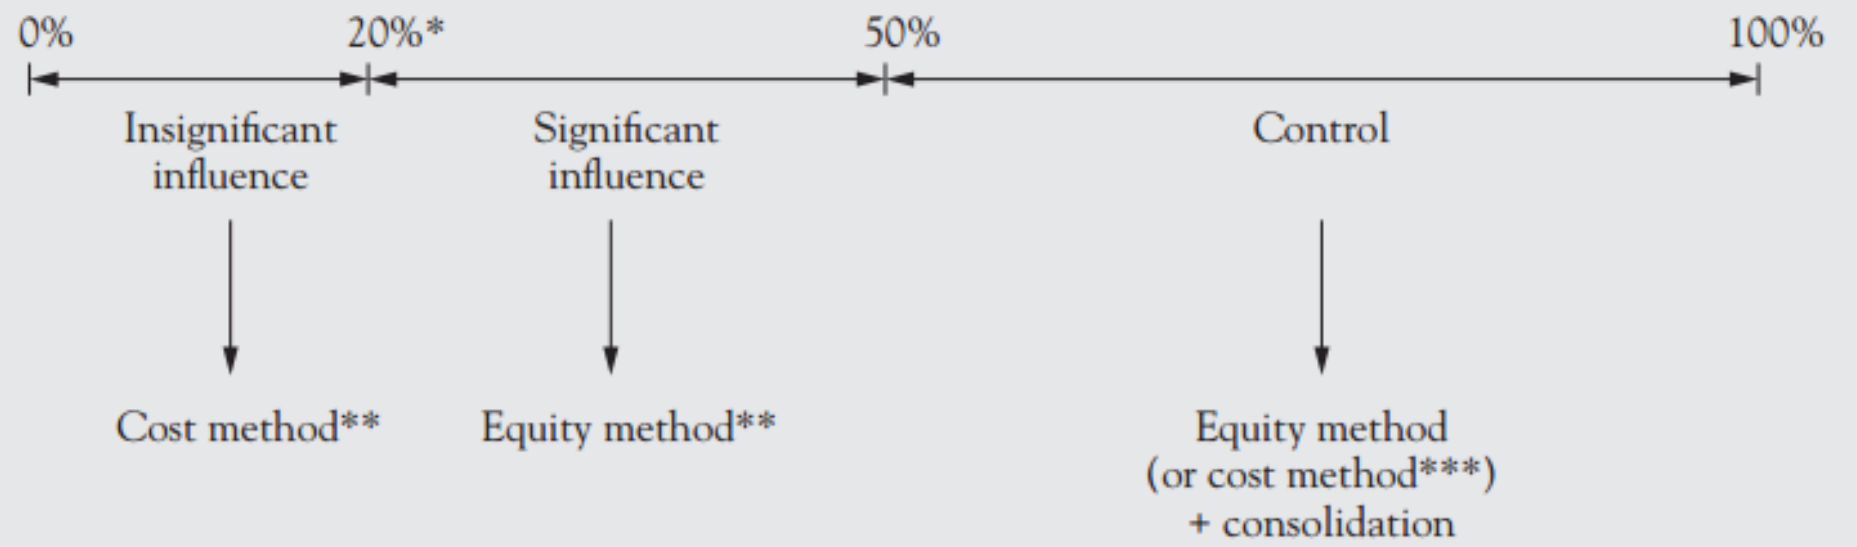 0% 20%* 50% 100%
Insignificant
influence
Significant
influence
Control
Cost method**
Equity method**
Equity method
(or cost method***)
+ consolidation